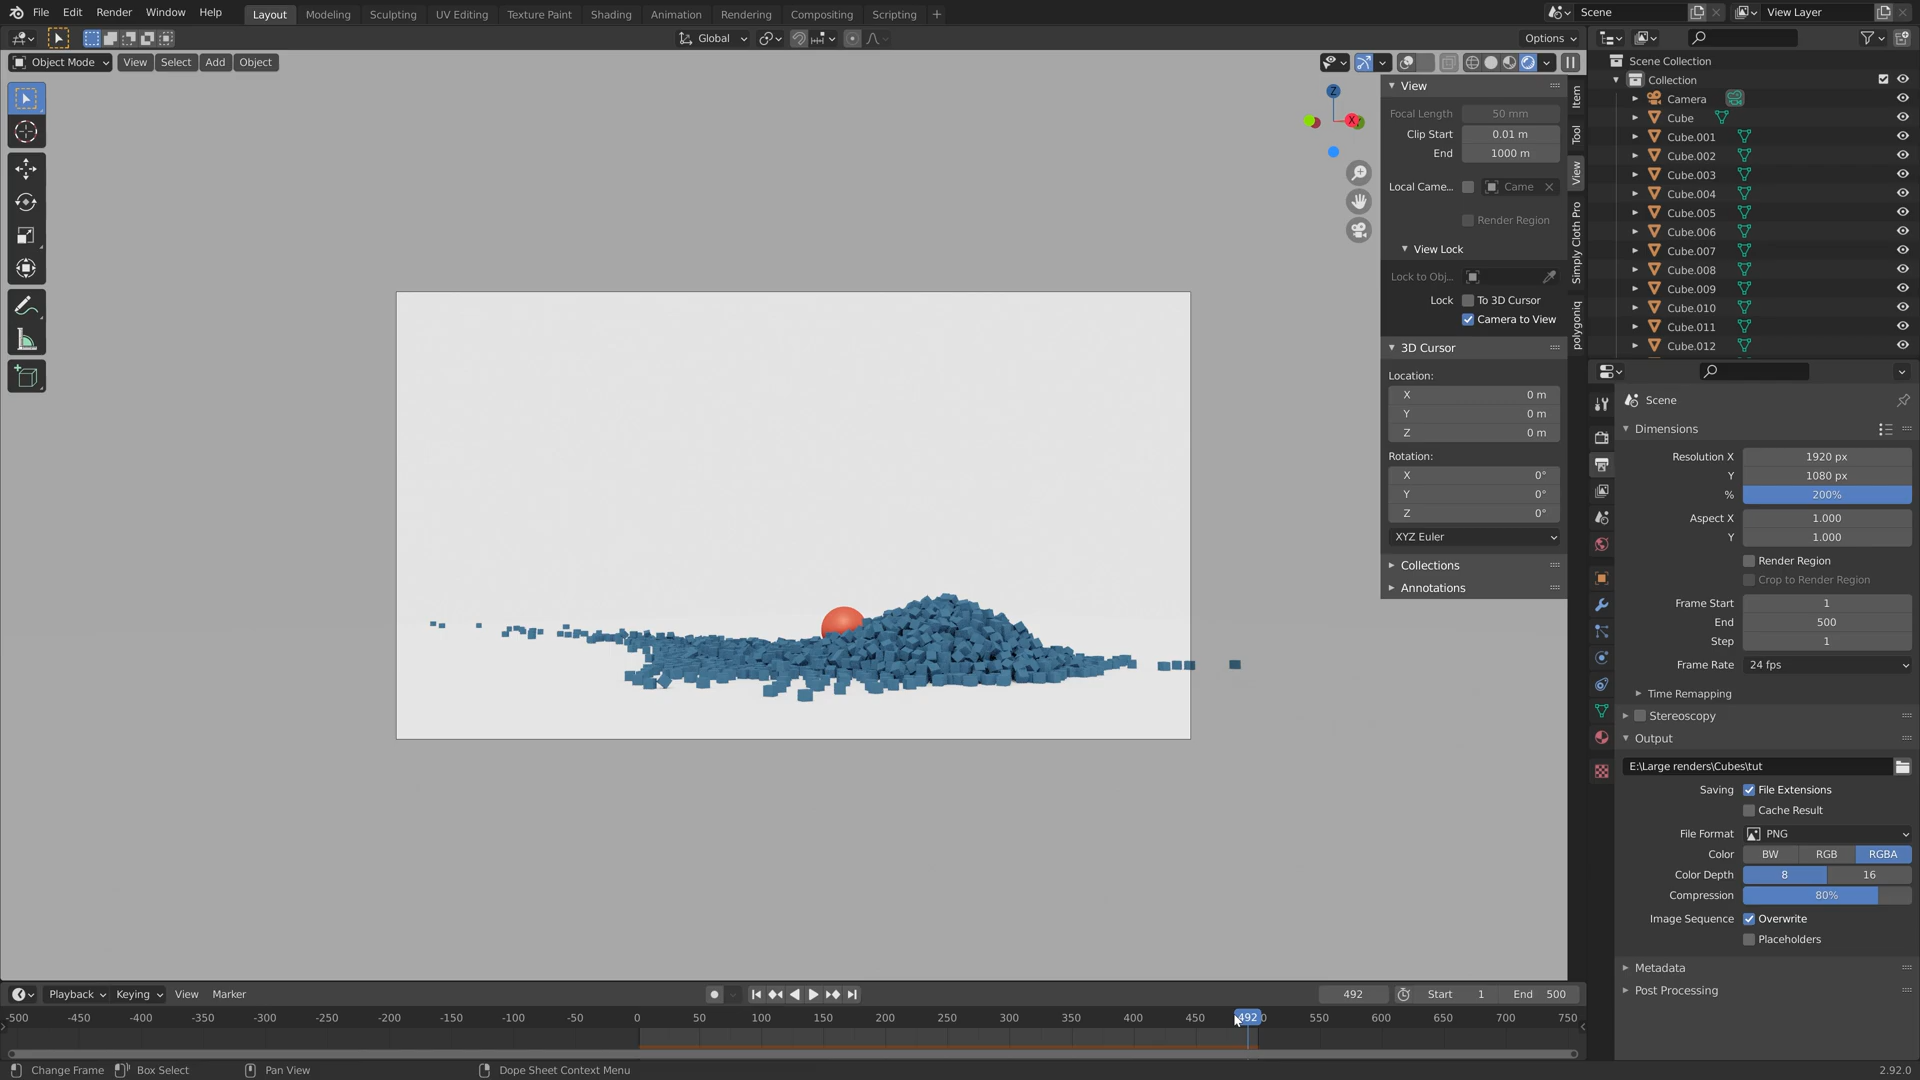 File Edit Render Window Help Layout Modeling Sculpting UV Editing Texture Paint Shading Animation Rendering Compositing Scripting + Scene View Layer
Global Options
Object Mode View Select Add Object
View
Focal Length 50 mm
Clip Start 0.01 m
End 1000 m
Local Came... Came
Render Region
View Lock
Lock to Obj...
Lock To 3D Cursor
Camera to View
3D Cursor
Location:
X 0 m
Y 0 m
Z 0 m
Rotation:
X 0°
Y 0°
Z 0°
XYZ Euler
Collections
Annotations
Item
Tool
View
Simply Cloth Pro
polygoniq
Z
X
Scene Collection
Collection
Camera
Cube
Cube.001
Cube.002
Cube.003
Cube.004
Cube.005
Cube.006
Cube.007
Cube.008
Cube.009
Cube.010
Cube.011
Cube.012
Scene
Dimensions
Resolution X 1920 px
Y 1080 px
% 200%
Aspect X 1.000
Y 1.000
Render Region
Crop to Render Region
Frame Start 1
End 500
Step 1
Frame Rate 24 fps
Time Remapping
Stereoscopy
Output
E:\Large renders\Cubes\tut
Saving File Extensions
Cache Result
File Format PNG
Color BW RGB RGBA
Color Depth 8 16
Compression 80%
Image Sequence Overwrite
Placeholders
Metadata
Post Processing
Playback Keying View Marker 492 Start 1 End 500
-500 -450 -400 -350 -300 -250 -200 -150 -100 -50 0 50 100 150 200 250 300 350 400 450 492 550 600 650 700 750
Change Frame Box Select Pan View Dope Sheet Context Menu 2.92.0